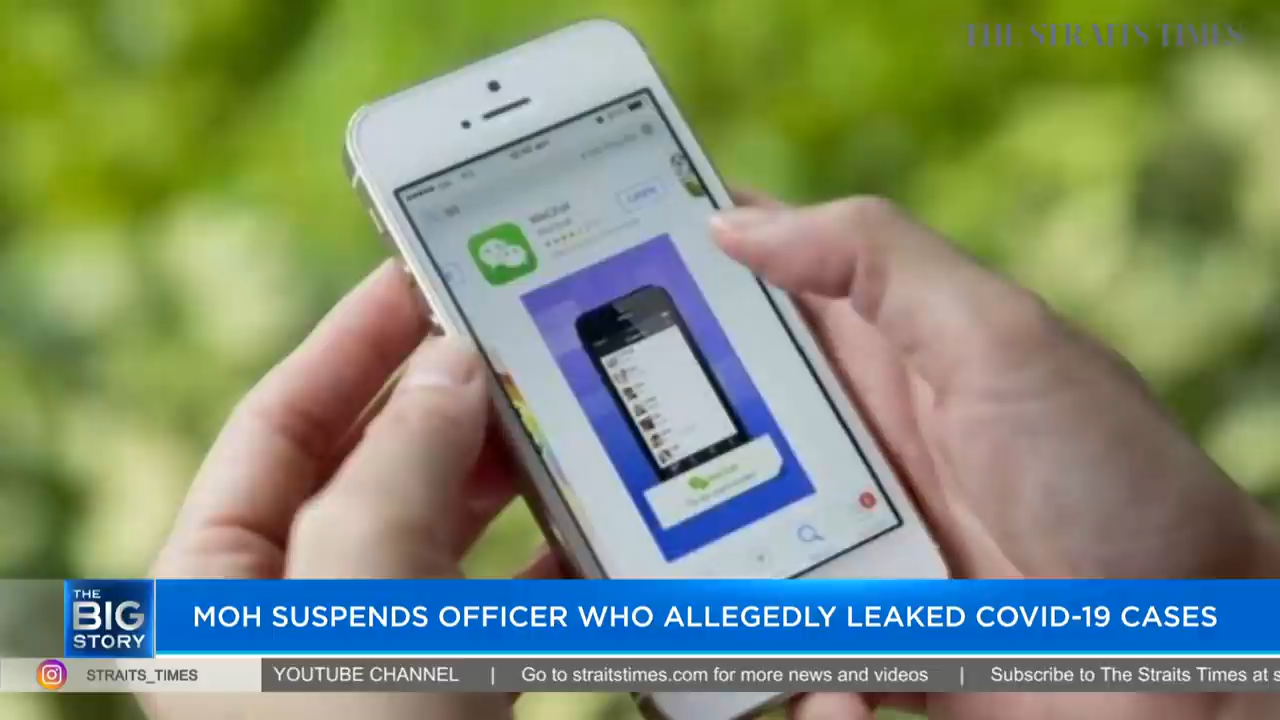 THE STRAITS TIMES
WeChat
THE
BIG
STORY
MOH SUSPENDS OFFICER WHO ALLEGEDLY LEAKED COVID-19 CASES
STRAITS_TIMES
YOUTUBE CHANNEL | Go to straitstimes.com for more news and videos | Subscribe to The Straits Times at s